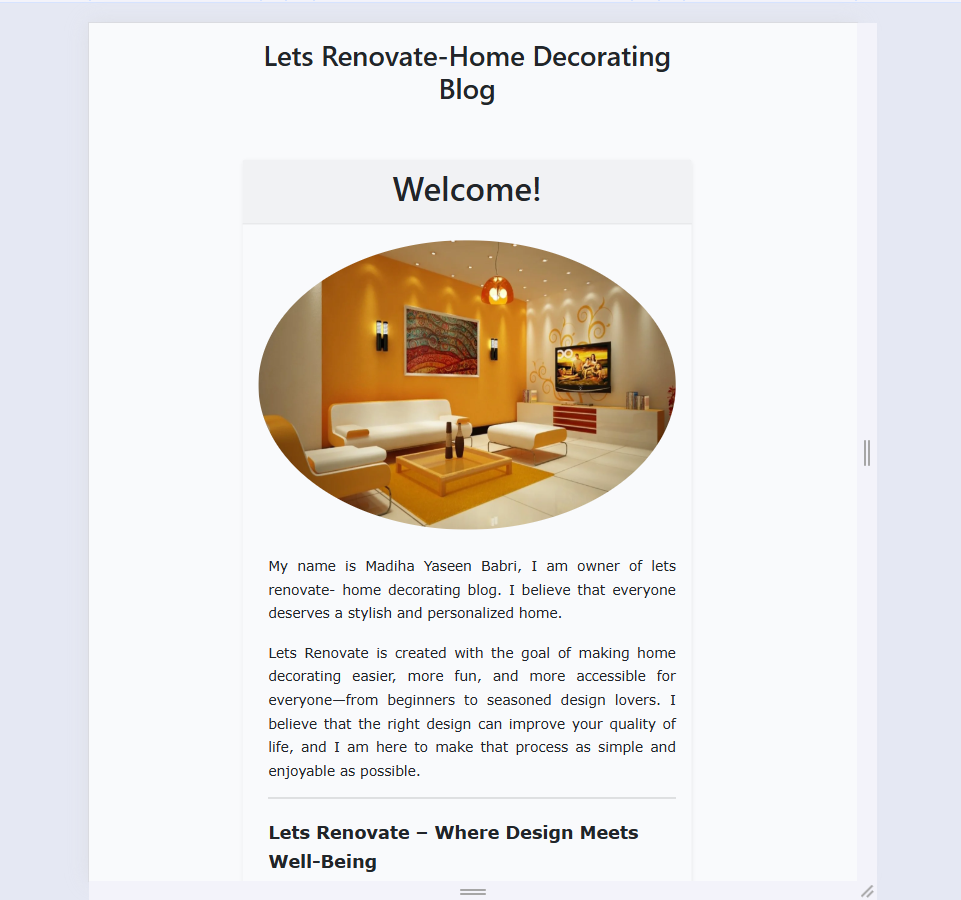 Lets Renovate-Home Decorating
Blog
Welcome!
My name is Madiha Yaseen Babri, I am owner of lets
renovate- home decorating blog. I believe that everyone
deserves a stylish and personalized home.
Lets Renovate is created with the goal of making home
decorating easier, more fun, and more accessible for
everyone—from beginners to seasoned design lovers. I
believe that the right design can improve your quality of
life, and I am here to make that process as simple and
enjoyable as possible.
Lets Renovate – Where Design Meets
Well-Being